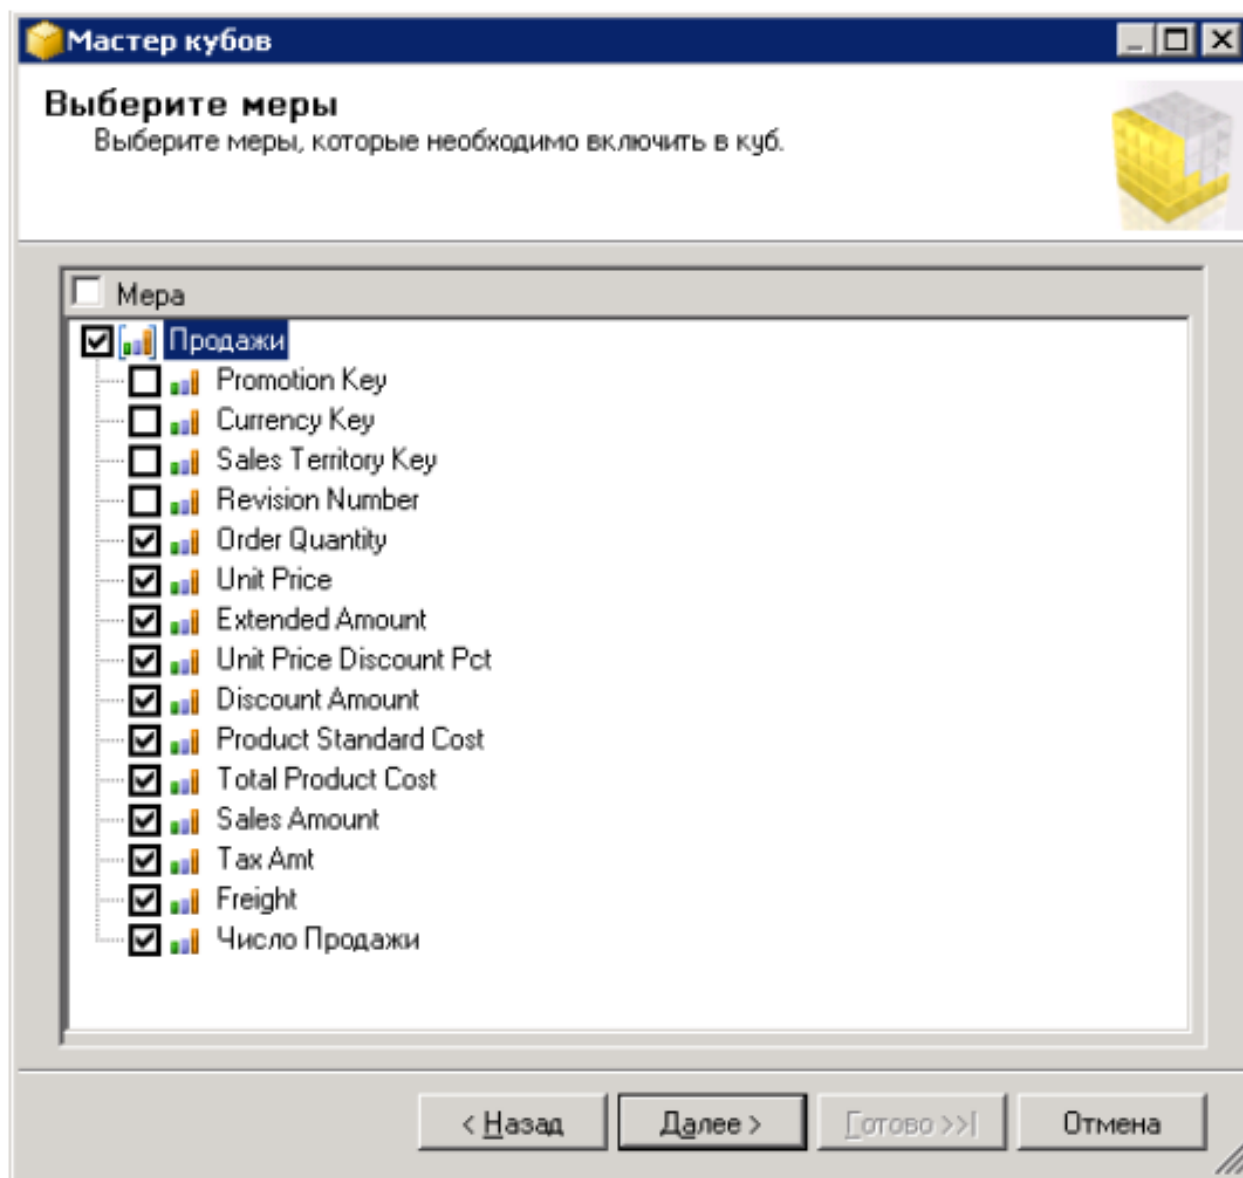 Мастер кубов
Выберите меры
Выберите меры, которые необходимо включить в куб.
Мера
Продажи
Promotion Key
Currency Key
Sales Territory Key
Revision Number
Order Quantity
Unit Price
Extended Amount
Unit Price Discount Pct
Discount Amount
Product Standard Cost
Total Product Cost
Sales Amount
Tax Amt
Freight
Число Продажи
< Назад
Далее >
Готово >>|
Отмена